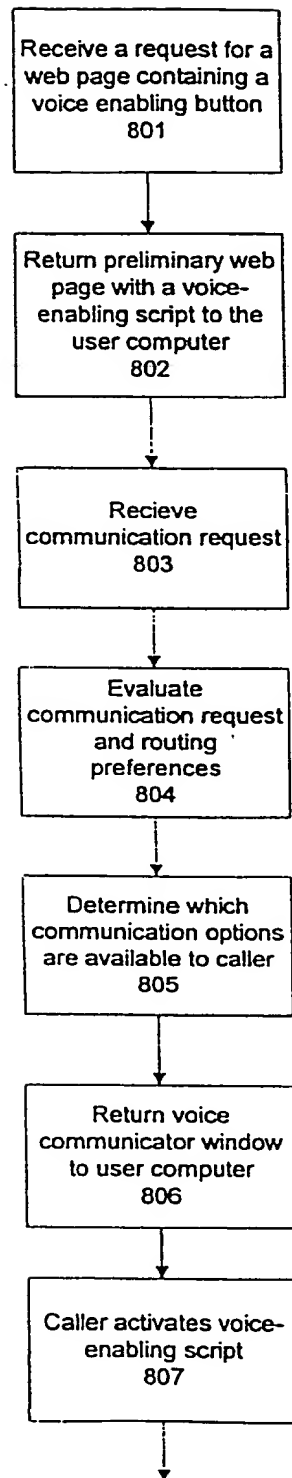 Receive a request for a
web page containing a
voice enabling button
801
Return preliminary web
page with a voice-
enabling script to the
user computer
802
Recieve
communication request
803
Evaluate
communication request
and routing
preferences
804
Determine which
communication options
are available to caller
805
Return voice
communicator window
to user computer
806
Caller activates voice-
enabling script
807